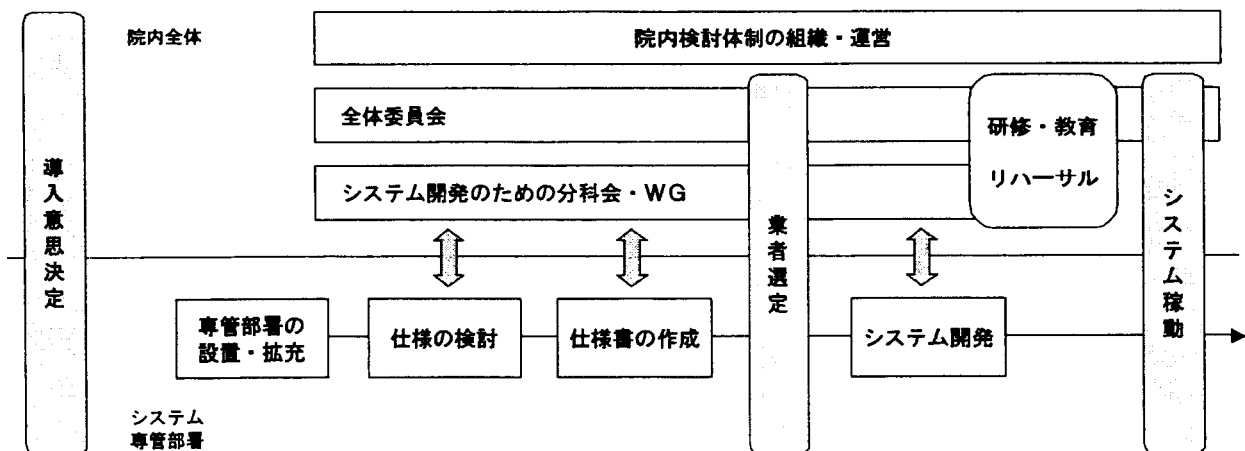 院内全体
院内検討体制の組織・運営
全体委員会
研修・教育
リハーサル
システム開発のための分科会・WG
導入意思決定
業者選定
システム稼動
専管部署の
設置・拡充
仕様の検討
仕様書の作成
システム開発
システム
専管部署